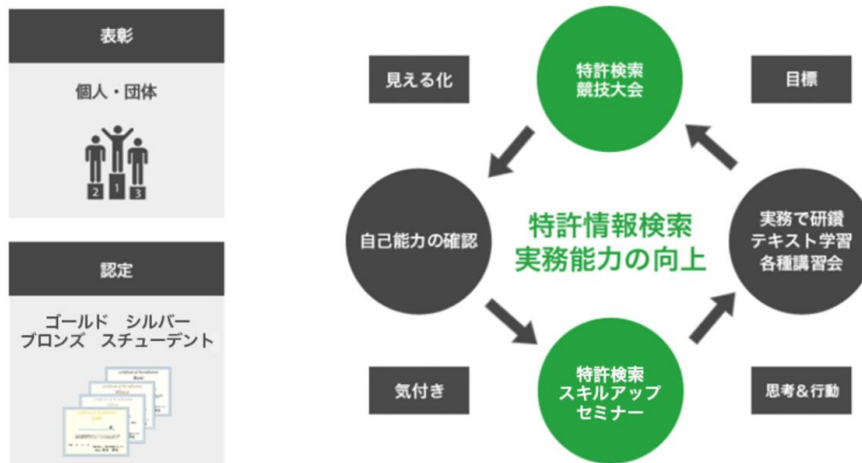 表彰
個人・団体
2 1 3
認定
ゴールド シルバー
ブロンズ スチューデント
見える化
特許検索
競技大会
目標
自己能力の確認
特許情報検索
実務能力の向上
実務で研鑽
テキスト学習
各種講習会
気付き
特許検索
スキルアップ
セミナー
思考&行動